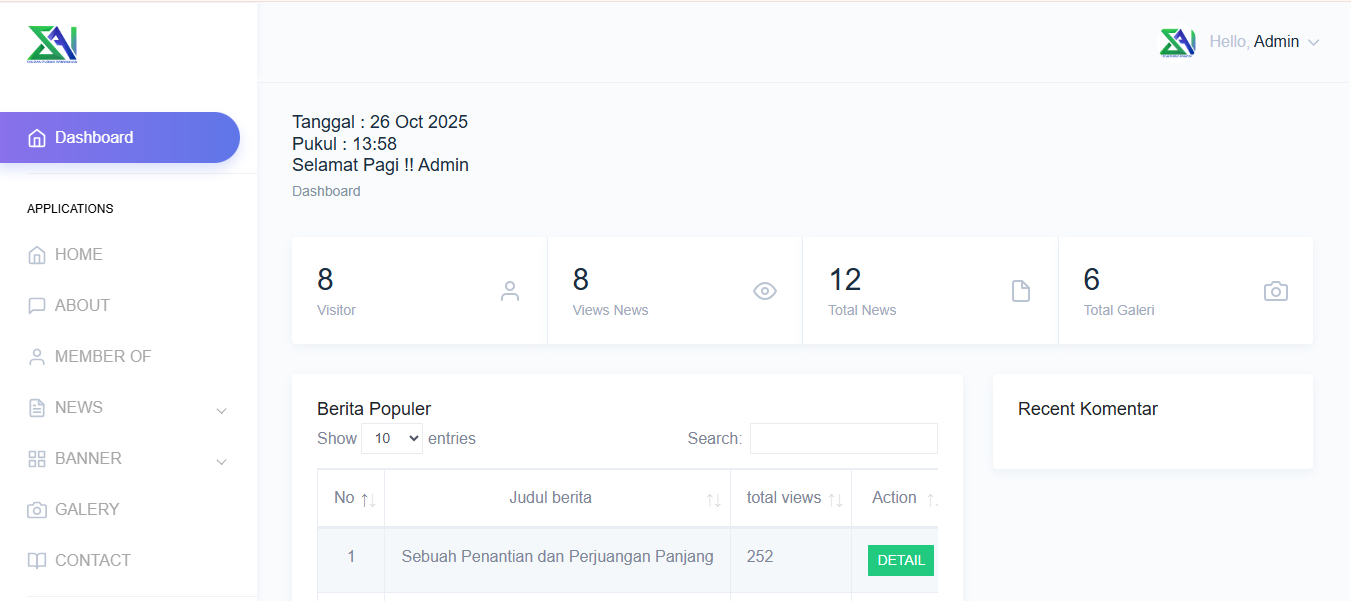 Hello, Admin
Dashboard
APPLICATIONS
HOME
ABOUT
MEMBER OF
NEWS
BANNER
GALERY
CONTACT
Tanggal : 26 Oct 2025
Pukul : 13:58
Selamat Pagi !! Admin
Dashboard
8
Visitor
8
Views News
12
Total News
6
Total Galeri
Berita Populer
Show 10 entries
Search:
No Judul berita total views Action
1 Sebuah Penantian dan Perjuangan Panjang 252 DETAIL
Recent Komentar